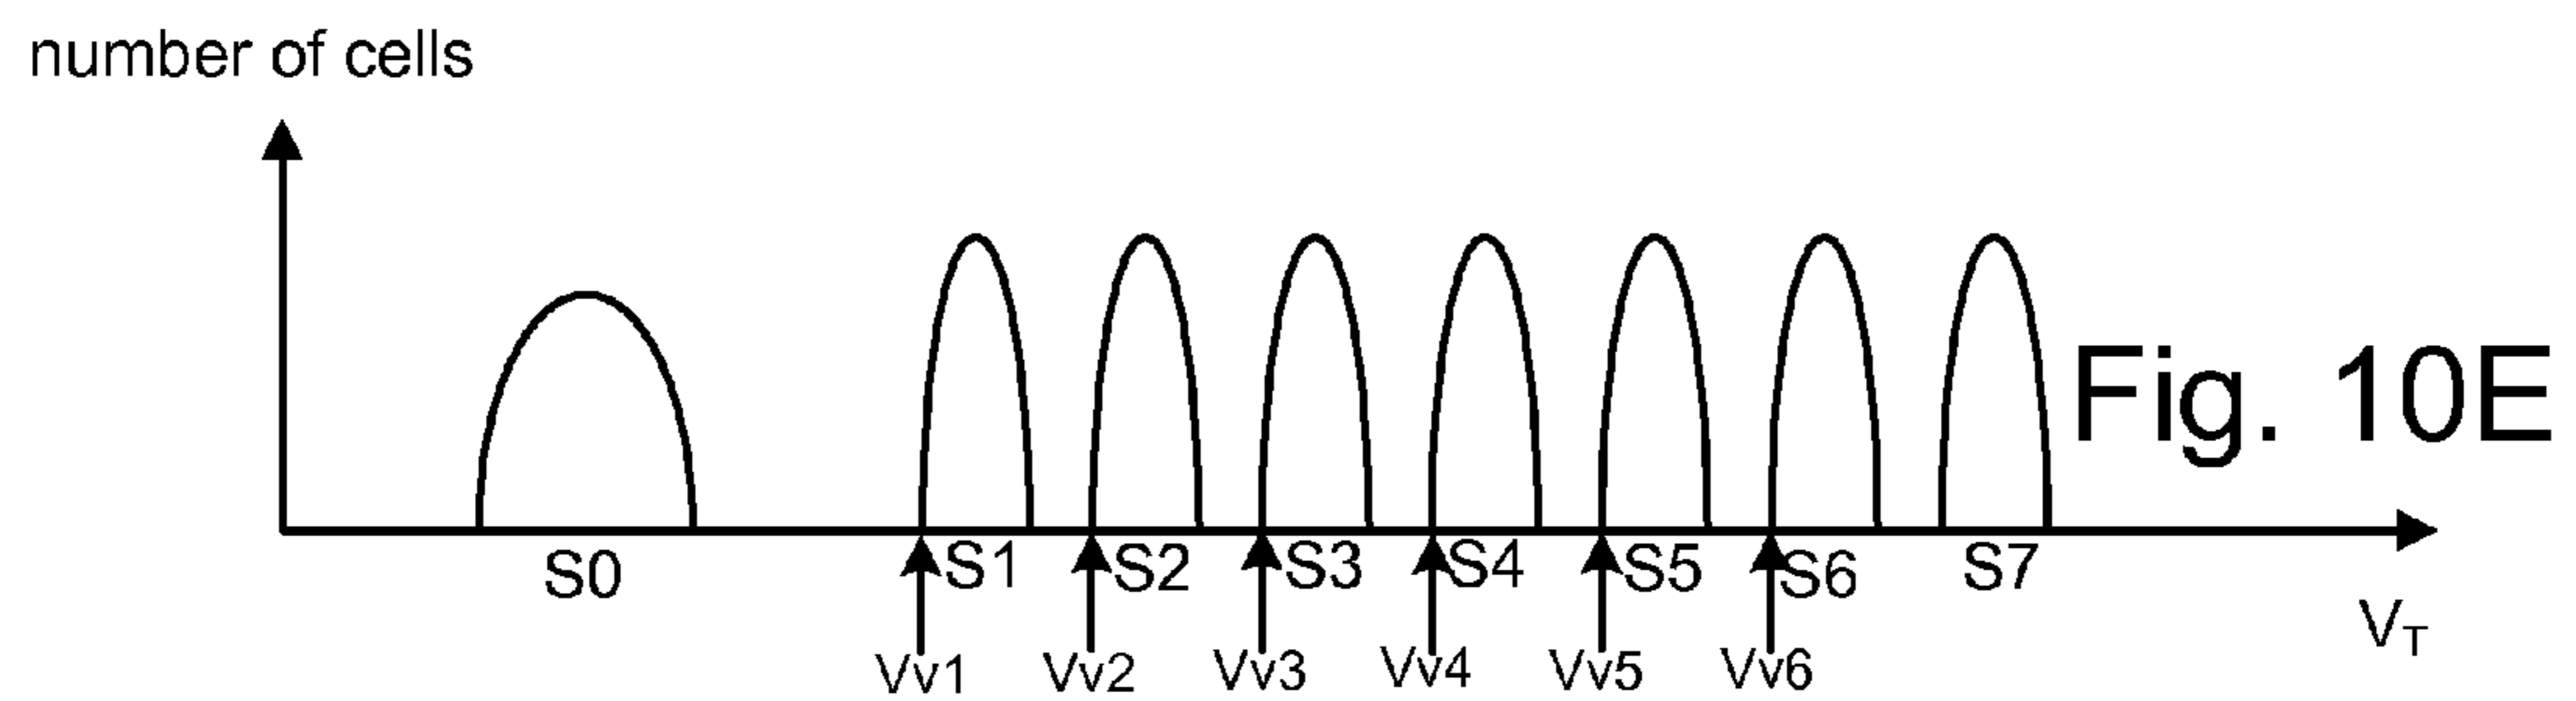 number of cells
Fig. 10E
S0 S1 S2 S3 S4 S5 S6 S7
V_T
Vv1 Vv2 Vv3 Vv4 Vv5 Vv6